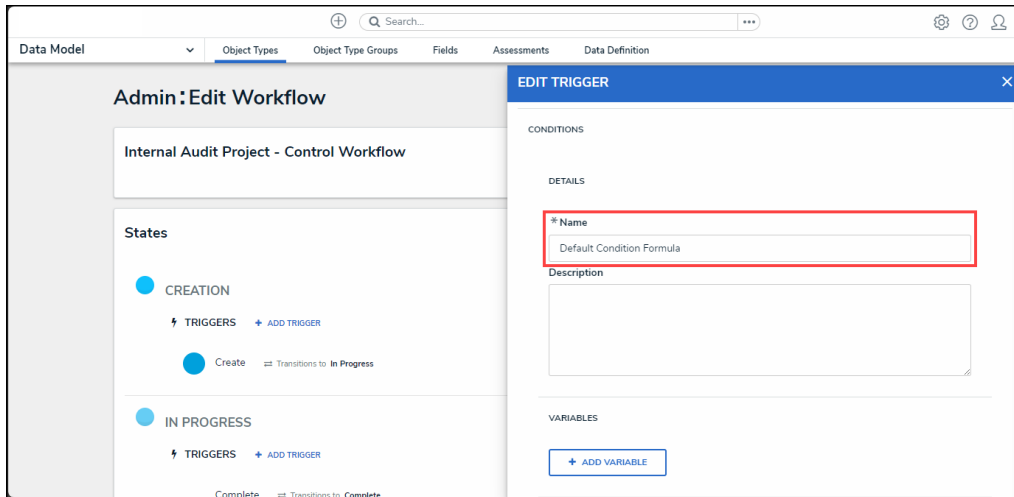 Search...
Data Model
Object Types
Object Type Groups
Fields
Assessments
Data Definition
Admin:Edit Workflow
Internal Audit Project - Control Workflow
States
CREATION
TRIGGERS + ADD TRIGGER
Create Transitions to In Progress
IN PROGRESS
TRIGGERS + ADD TRIGGER
Complete Transitions to Complete
EDIT TRIGGER
CONDITIONS
DETAILS
* Name
Default Condition Formula
Description
VARIABLES
+ ADD VARIABLE